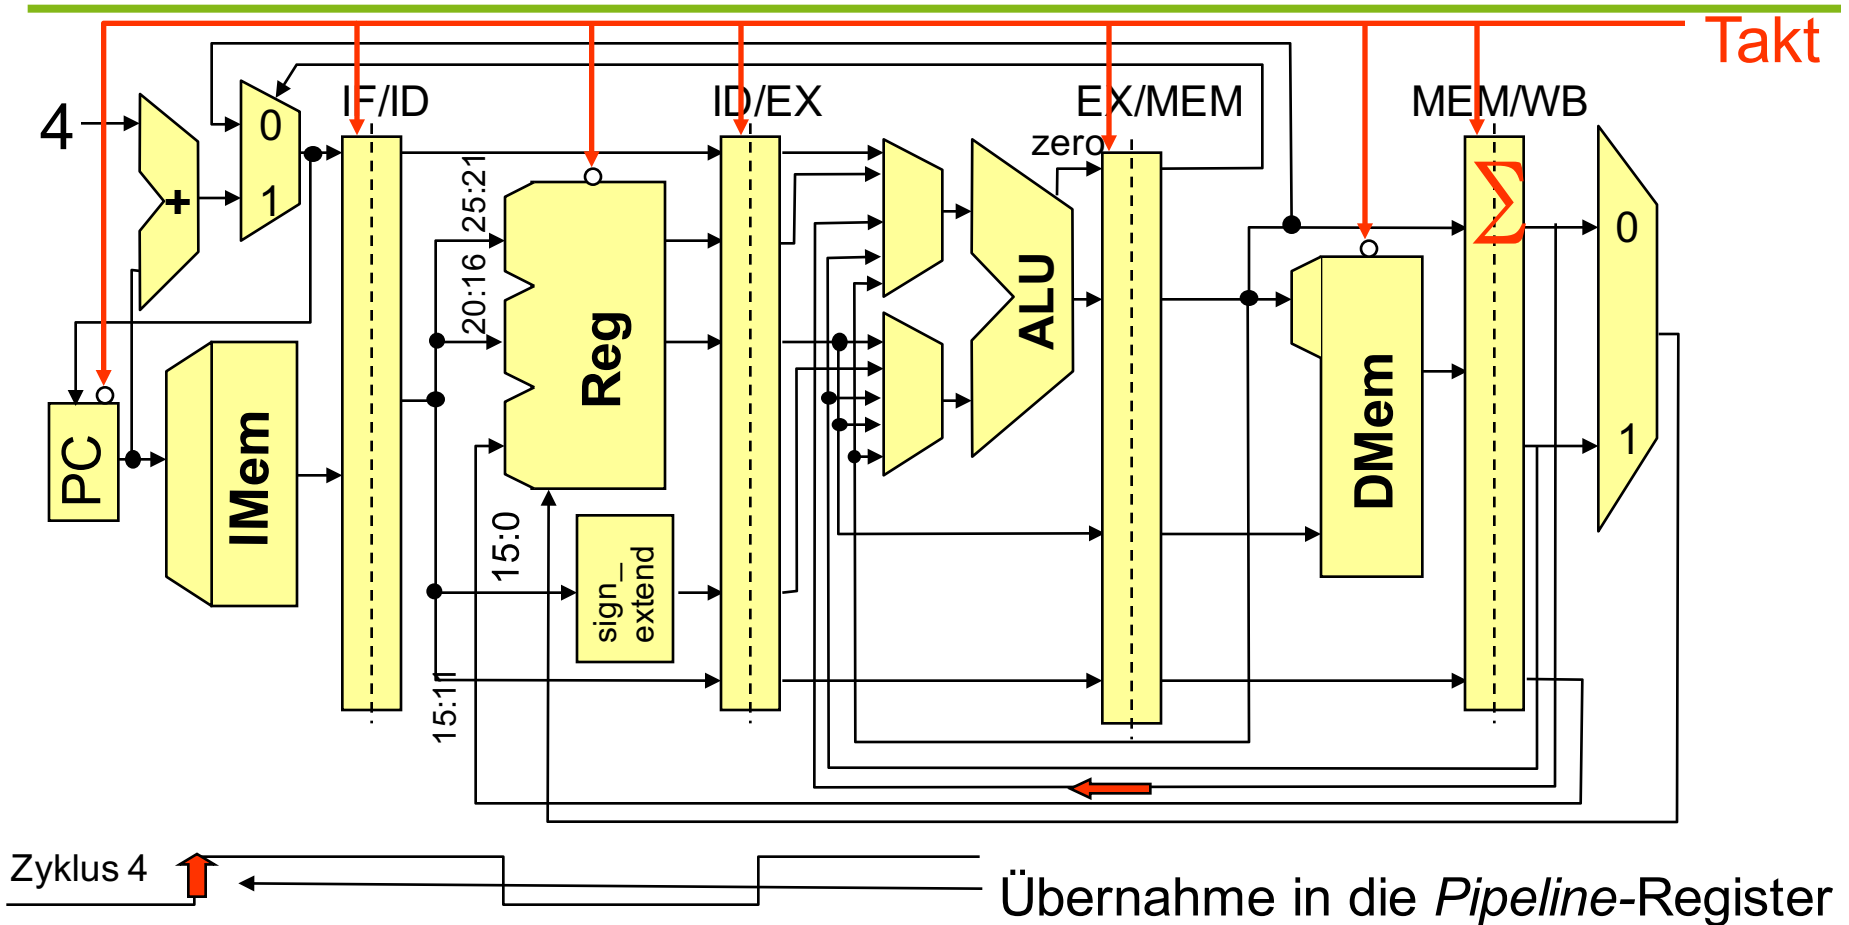 Takt
IF/ID
ID/EX
EX/MEM
MEM/WB
4
0
1
+
zero
25:21
20:16
Reg
ALU
Σ
0
1
PC
IMem
DMem
15:0
sign_
extend
15:11
Zyklus 4
Übernahme in die Pipeline-Register